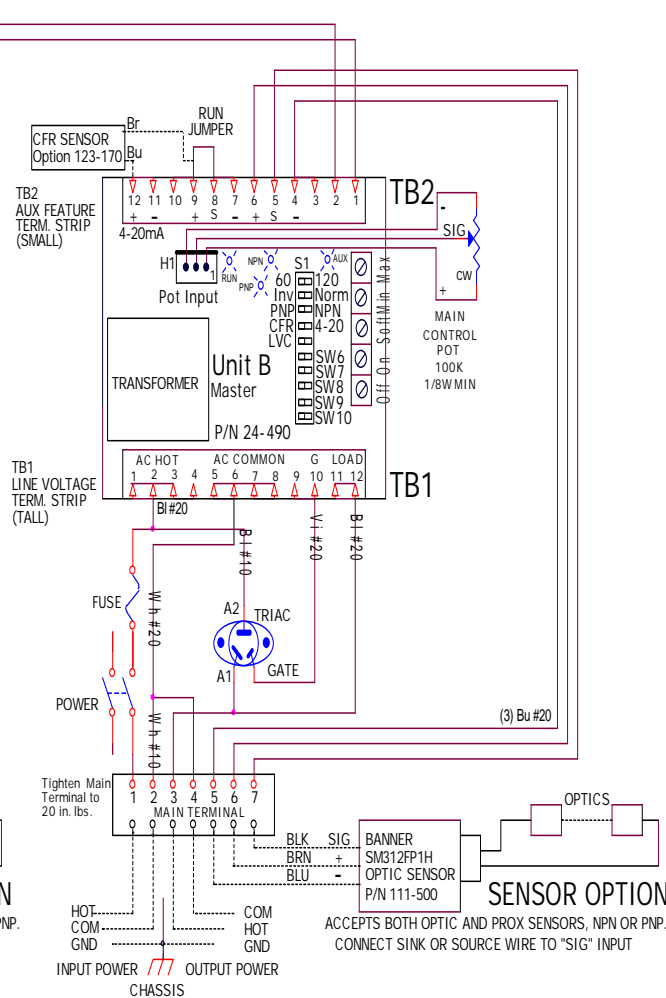 RUN
JUMPER
Br
CFR SENSOR
Option 123-170
Bu
TB2
AUX FEATURE
TERM. STRIP
(SMALL)
12 11 10 9 8 7 6 5 4 3 2 1
+ - + S - + S -
TB2
4-20mA
H1
1
Pot Input
RUN
NPN
PNP
AUX
S1
60 120
Inv Norm
PNP NPN
CFR 4-20
LVC
SW6
SW7
SW8
SW9
SW10
Off On Soft Min Max
-
SIG
CW
+
MAIN
CONTROL
POT
100K
1/8W MIN
TRANSFORMER
Unit B
Master
P/N 24-490
TB1
LINE VOLTAGE
TERM. STRIP
(TALL)
AC HOT AC COMMON G LOAD
1 2 3 4 5 6 7 8 9 10 11 12
TB1
Bl #20
Bl #10
Vi #20
Bl #20
Wh #20
FUSE
A2
TRIAC
A1
GATE
POWER
Wh #10
(3) Bu #20
Tighten Main
Terminal to
20 in. lbs.
1 2 3 4 5 6 7
MAIN TERMINAL
OPTICS
BLK SIG
BRN +
BLU -
BANNER
SM312FP1H
OPTIC SENSOR
P/N 111-500
N
PNP.
SENSOR OPTION
ACCEPTS BOTH OPTIC AND PROX SENSORS, NPN OR PNP.
CONNECT SINK OR SOURCE WIRE TO "SIG" INPUT
HOT COM
COM HOT
GND GND
INPUT POWER OUTPUT POWER
CHASSIS